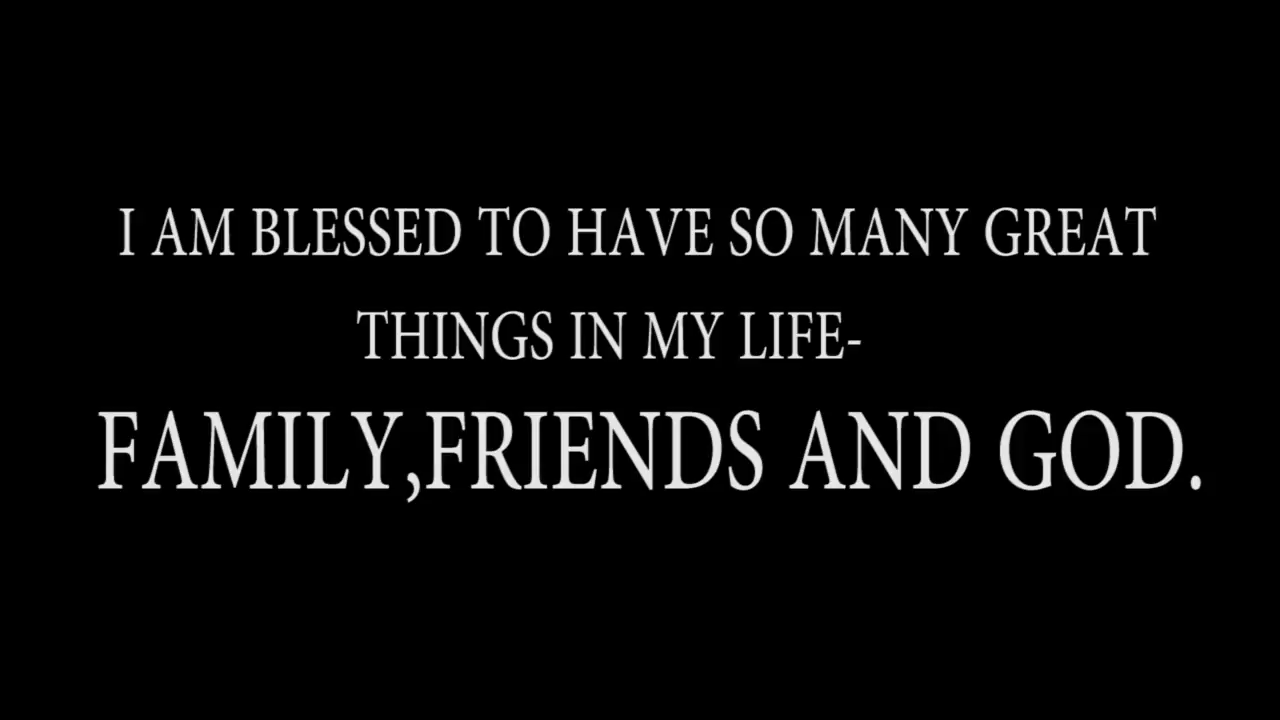 I AM BLESSED TO HAVE SO MANY GREAT
THINGS IN MY LIFE-
FAMILY,FRIENDS AND GOD.